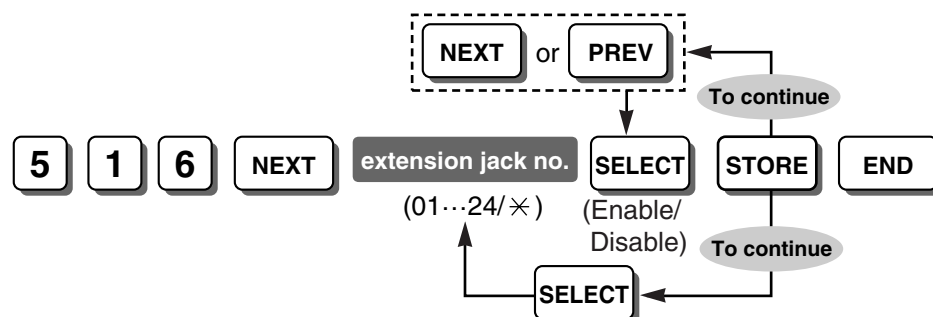 NEXT or PREV
To continue
5 1 6 NEXT extension jack no. SELECT STORE END
(01···24/✳) (Enable/
Disable)
To continue
SELECT